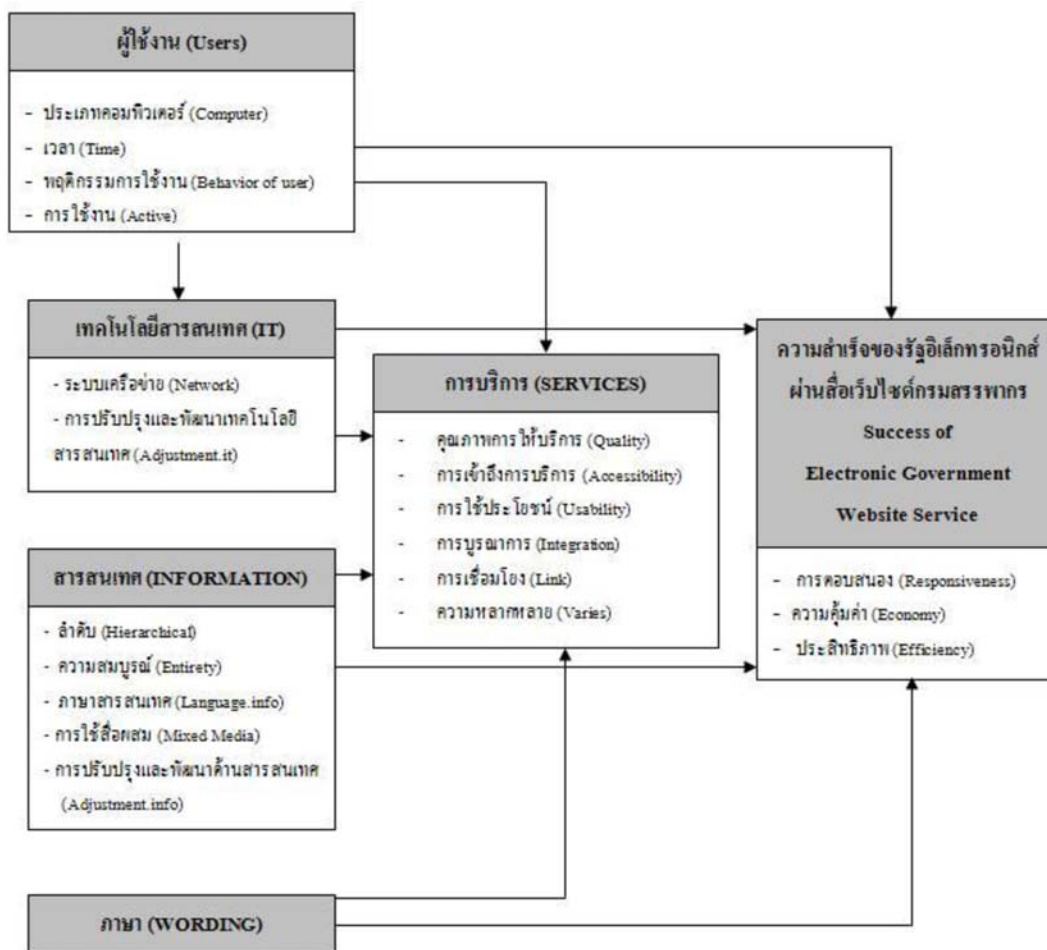 ผู้ใช้งาน (Users)
- ประเภทคอมพิวเตอร์ (Computer)
- เวลา (Time)
- พฤติกรรมการใช้งาน (Behavior of user)
- การใช้งาน (Active)
เทคโนโลยีสารสนเทศ (IT)
- ระบบเครือข่าย (Network)
- การปรับปรุงและพัฒนาเทคโนโลยี
สารสนเทศ (Adjustment.it)
สารสนเทศ (INFORMATION)
- ลำดับ (Hierarchical)
- ความสมบูรณ์ (Entirety)
- ภาษาสารสนเทศ (Language.info)
- การใช้สื่อผสม (Mixed Media)
- การปรับปรุงและพัฒนาด้านสารสนเทศ
(Adjustment.info)
ภาษา (WORDING)
การบริการ (SERVICES)
- คุณภาพการให้บริการ (Quality)
- การเข้าถึงการบริการ (Accessibility)
- การใช้ประโยชน์ (Usability)
- การบูรณาการ (Integration)
- การเชื่อมโยง (Link)
- ความหลากหลาย (Varies)
ความสำเร็จของรัฐอิเล็กทรอนิกส์
ผ่านสื่อเว็บไซต์กรมสรรพากร
Success of
Electronic Government
Website Service
- การตอบสนอง (Responsiveness)
- ความคุ้มค่า (Economy)
- ประสิทธิภาพ (Efficiency)